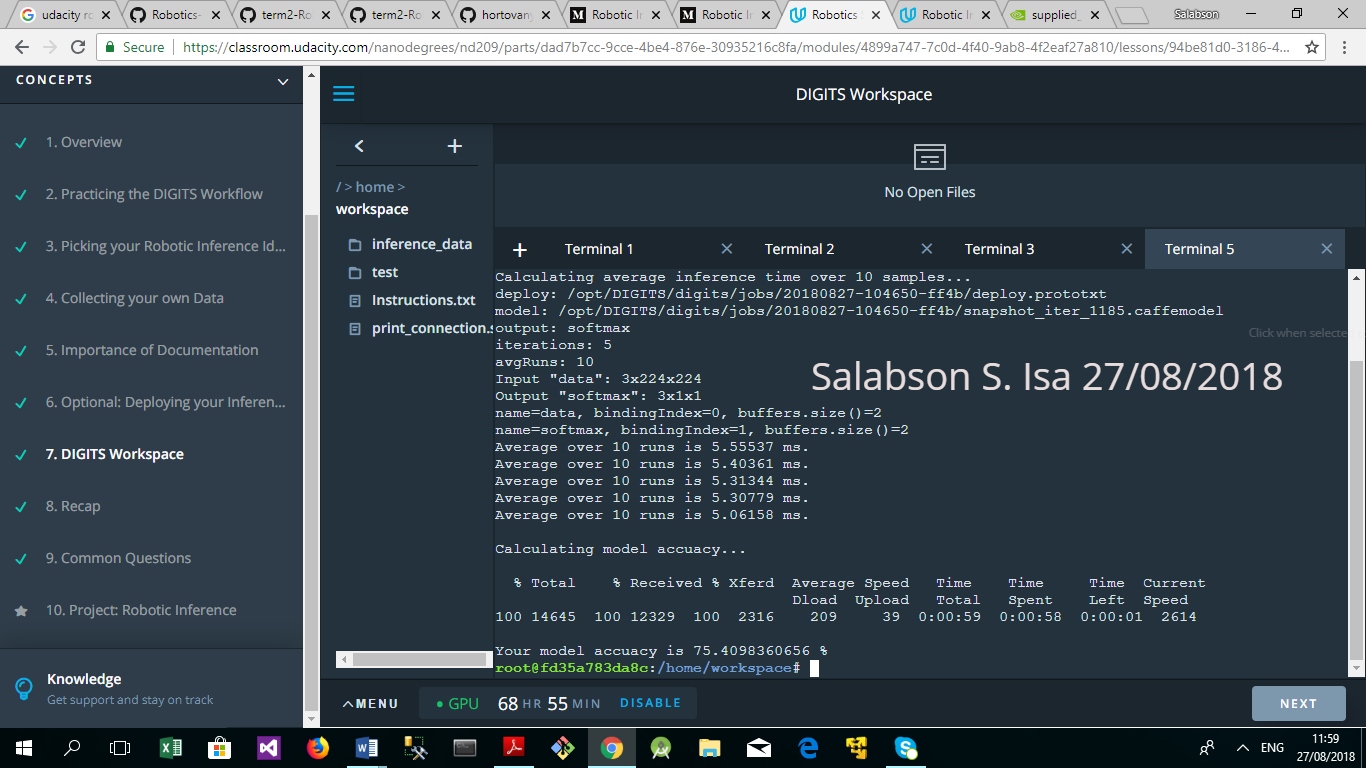 udacity ro
Robotics-
term2-Ro
term2-Ro
hortovany
Robotic In
Robotic In
Robotics
Robotic In
supplied_
Salabson
Secure
https://classroom.udacity.com/nanodegrees/nd209/parts/dad7b7cc-9cce-4be4-876e-30935216c8fa/modules/4899a747-7c0d-4f40-9ab8-4f2eaf27a810/lessons/94be81d0-3186-4...
CONCEPTS
1. Overview
2. Practicing the DIGITS Workflow
3. Picking your Robotic Inference Id...
4. Collecting your own Data
5. Importance of Documentation
6. Optional: Deploying your Inferen...
7. DIGITS Workspace
8. Recap
9. Common Questions
10. Project: Robotic Inference
Knowledge
Get support and stay on track
DIGITS Workspace
/ > home >
workspace
inference_data
test
Instructions.txt
print_connection.s
No Open Files
Terminal 1
Terminal 2
Terminal 3
Terminal 5
Calculating average inference time over 10 samples...
deploy: /opt/DIGITS/digits/jobs/20180827-104650-ff4b/deploy.prototxt
model: /opt/DIGITS/digits/jobs/20180827-104650-ff4b/snapshot_iter_1185.caffemodel
output: softmax
iterations: 5
avgRuns: 10
Input "data": 3x224x224
Output "softmax": 3x1x1
name=data, bindingIndex=0, buffers.size()=2
name=softmax, bindingIndex=1, buffers.size()=2
Average over 10 runs is 5.55537 ms.
Average over 10 runs is 5.40361 ms.
Average over 10 runs is 5.31344 ms.
Average over 10 runs is 5.30779 ms.
Average over 10 runs is 5.06158 ms.
Click when selecte
Salabson S. Isa 27/08/2018
Calculating model accuacy...
% Total % Received % Xferd Average Speed Time Time Time Current
Dload Upload Total Spent Left Speed
100 14645 100 12329 100 2316 209 39 0:00:59 0:00:58 0:00:01 2614
Your model accuacy is 75.4098360656 %
root@fd35a783da8c:/home/workspace#
MENU
GPU 68 HR 55 MIN DISABLE
NEXT
ENG
11:59
27/08/2018